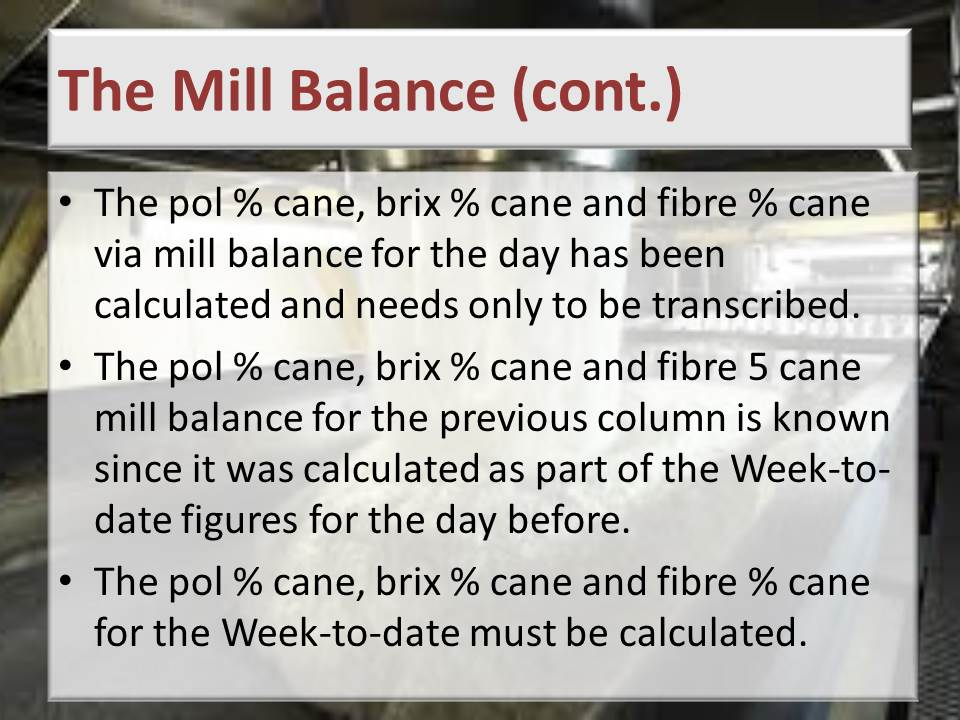 The Mill Balance (cont.)
• The pol % cane, brix % cane and fibre % cane
via mill balance for the day has been
calculated and needs only to be transcribed.
• The pol % cane, brix % cane and fibre 5 cane
mill balance for the previous column is known
since it was calculated as part of the Week-to-
date figures for the day before.
• The pol % cane, brix % cane and fibre % cane
for the Week-to-date must be calculated.